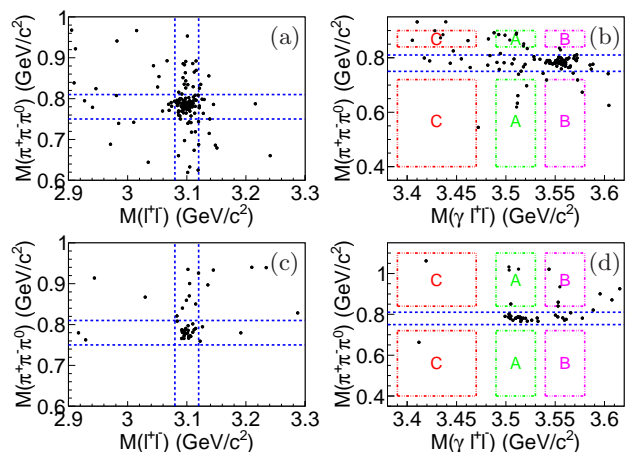 M(π⁺π⁻π⁰) (GeV/c²)
1
0.9
0.8
0.7
0.6
(a)
2.9 3 3.1 3.2 3.3
M(l⁺l⁻) (GeV/c²)
M(π⁺π⁻π⁰) (GeV/c²)
1
0.8
0.6
0.4
(b)
C A B
C A B
3.4 3.45 3.5 3.55 3.6
M(γ l⁺l⁻) (GeV/c²)
M(π⁺π⁻π⁰) (GeV/c²)
1
0.9
0.8
0.7
0.6
(c)
2.9 3 3.1 3.2 3.3
M(l⁺l⁻) (GeV/c²)
M(π⁺π⁻π⁰) (GeV/c²)
1
0.8
0.6
0.4
(d)
C A B
C A B
3.4 3.45 3.5 3.55 3.6
M(γ l⁺l⁻) (GeV/c²)